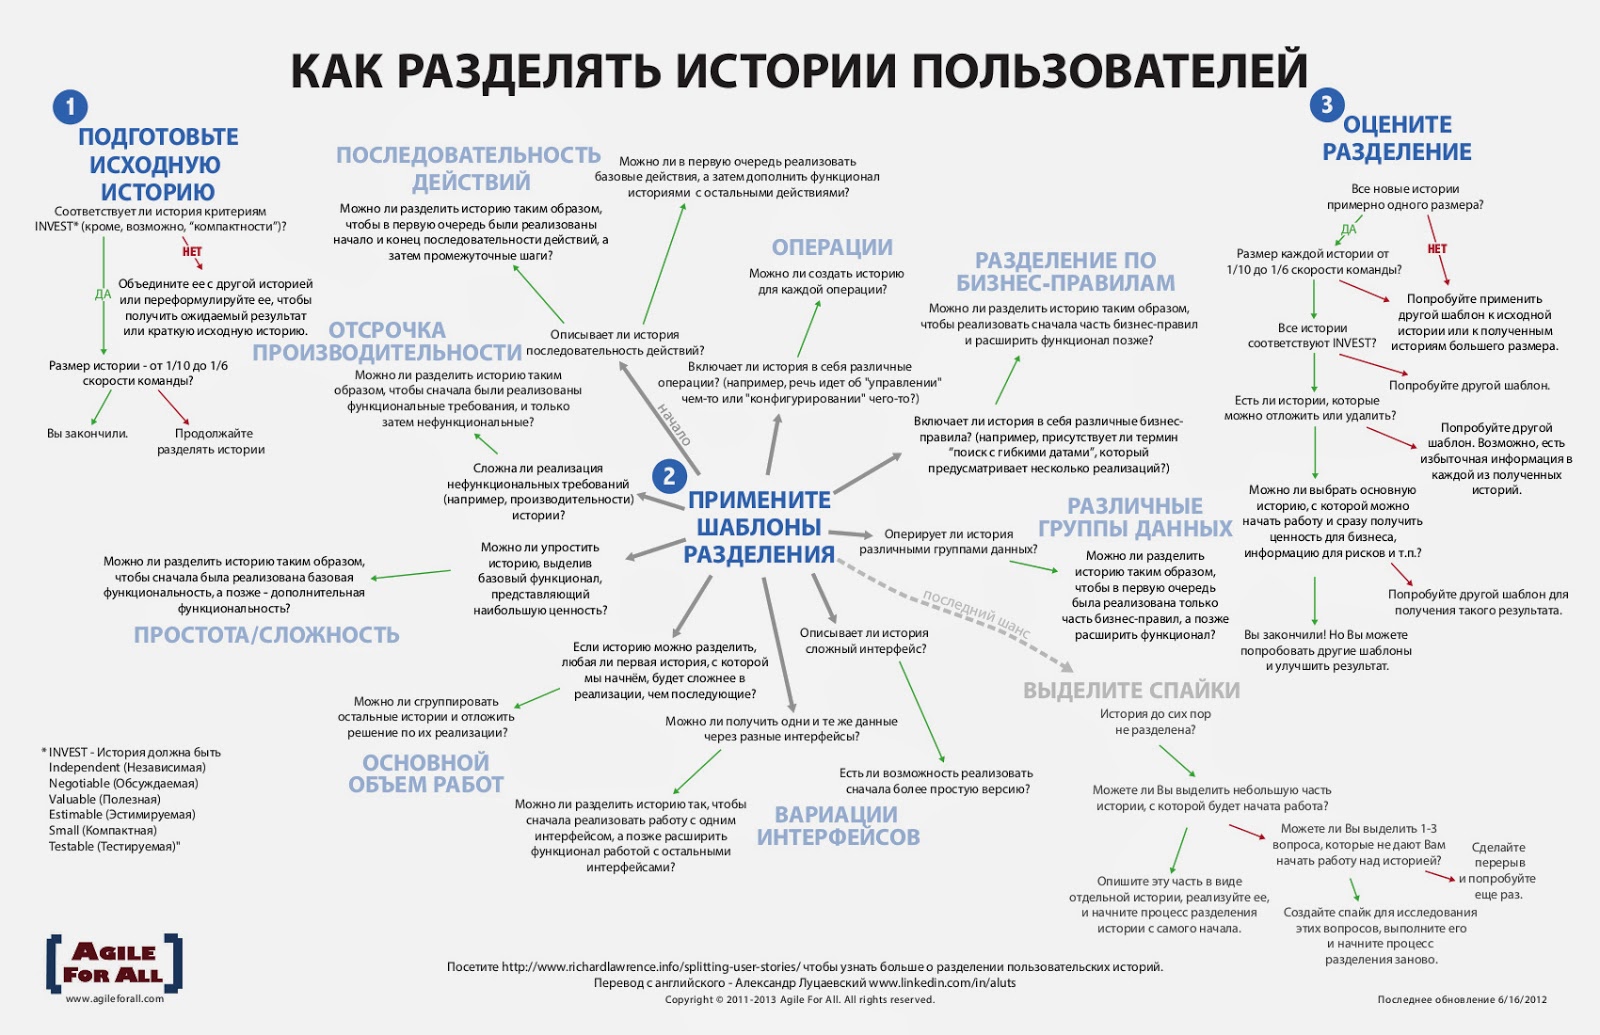 КАК РАЗДЕЛЯТЬ ИСТОРИИ ПОЛЬЗОВАТЕЛЕЙ
1
ПОДГОТОВЬТЕ
ИСХОДНУЮ
ИСТОРИЮ
Соответствует ли история критериям
INVEST* (кроме, возможно, “компактности”)?
НЕТ
ДА
Объедините ее с другой историей
или переформулируйте ее, чтобы
получить ожидаемый результат
или краткую исходную историю.
Размер истории - от 1/10 до 1/6
скорости команды?
Вы закончили.
Продолжайте
разделять истории
2
ПРИМЕНИТЕ
ШАБЛОНЫ
РАЗДЕЛЕНИЯ
начало
ПОСЛЕДОВАТЕЛЬНОСТЬ
ДЕЙСТВИЙ
Можно ли разделить историю таким образом,
чтобы в первую очередь были реализованы
начало и конец последовательности действий, а
затем промежуточные шаги?
Можно ли в первую очередь реализовать
базовые действия, а затем дополнить функционал
историями с остальными действиями?
Описывает ли история
последовательность действий?
ОПЕРАЦИИ
Можно ли создать историю
для каждой операции?
Включает ли история в себя различные
операции? (например, речь идет об "управлении"
чем-то или "конфигурировании" чего-то?)
РАЗДЕЛЕНИЕ ПО
БИЗНЕС-ПРАВИЛАМ
Можно ли разделить историю таким образом,
чтобы реализовать сначала часть бизнес-правил
и расширить функционал позже?
Включает ли история в себя различные бизнес-
правила? (например, присутствует ли термин
“поиск с гибкими датами”, который
предусматривает несколько реализаций?)
РАЗЛИЧНЫЕ
ГРУППЫ ДАННЫХ
Оперирует ли история
различными группами данных?
Можно ли разделить
историю таким образом,
чтобы в первую очередь
была реализована только
часть бизнес-правил, а позже
расширить функционал?
последний шанс
ВЫДЕЛИТЕ СПАЙКИ
История до сих пор
не разделена?
Можете ли Вы выделить небольшую часть
истории, с которой будет начата работа?
Можете ли Вы выделить 1-3
вопроса, которые не дают Вам
начать работу над историей?
Сделайте
перерыв
и попробуйте
еще раз.
Опишите эту часть в виде
отдельной истории, реализуйте ее,
и начните процесс разделения
истории с самого начала.
Создайте спайк для исследования
этих вопросов, выполните его
и начните процесс
разделения заново.
Описывает ли история
сложный интерфейс?
Есть ли возможность реализовать
сначала более простую версию?
Можно ли получить одни и те же данные
через разные интерфейсы?
Можно ли разделить историю так, чтобы
сначала реализовать работу с одним
интерфейсом, а позже расширить
функционал работой с остальными
интерфейсами?
ВАРИАЦИИ
ИНТЕРФЕЙСОВ
Если историю можно разделить,
любая ли первая история, с которой
мы начнём, будет сложнее в
реализации, чем последующие?
Можно ли сгруппировать
остальные истории и отложить
решение по их реализации?
ОСНОВНОЙ
ОБЪЕМ РАБОТ
Можно ли упростить
историю, выделив
базовый функционал,
представляющий
наибольшую ценность?
Можно ли разделить историю таким образом,
чтобы сначала была реализована базовая
функциональность, а позже - дополнительная
функциональность?
ПРОСТОТА/СЛОЖНОСТЬ
ОТСРОЧКА
ПРОИЗВОДИТЕЛЬНОСТИ
Можно ли разделить историю таким
образом, чтобы сначала были реализованы
функциональные требования, и только
затем нефункциональные?
Сложна ли реализация
нефункциональных требований
(например, производительности)
истории?
3
ОЦЕНИТЕ
РАЗДЕЛЕНИЕ
Все новые истории
примерно одного размера?
ДА
НЕТ
Размер каждой истории от
1/10 до 1/6 скорости команды?
Попробуйте применить
другой шаблон к исходной
истории или к полученным
историям большего размера.
Все истории
соответствуют INVEST?
Попробуйте другой шаблон.
Есть ли истории, которые
можно отложить или удалить?
Попробуйте другой
шаблон. Возможно, есть
избыточная информация в
каждой из полученных
историй.
Можно ли выбрать основную
историю, с которой можно
начать работу и сразу получить
ценность для бизнеса,
информацию для рисков и т.п.?
Попробуйте другой шаблон для
получения такого результата.
Вы закончили! Но Вы можете
попробовать другие шаблоны
и улучшить результат.
* INVEST - История должна быть
Independent (Независимая)
Negotiable (Обсуждаемая)
Valuable (Полезная)
Estimable (Эстимируемая)
Small (Компактная)
Testable (Тестируемая)"
AGILE
FOR ALL
www.agileforall.com
Посетите http://www.richardlawrence.info/splitting-user-stories/ чтобы узнать больше о разделении пользовательских историй.
Перевод с английского - Александр Луцаевский www.linkedin.com/in/aluts
Copyright © 2011-2013 Agile For All. All rights reserved.
Последнее обновление 6/16/2012